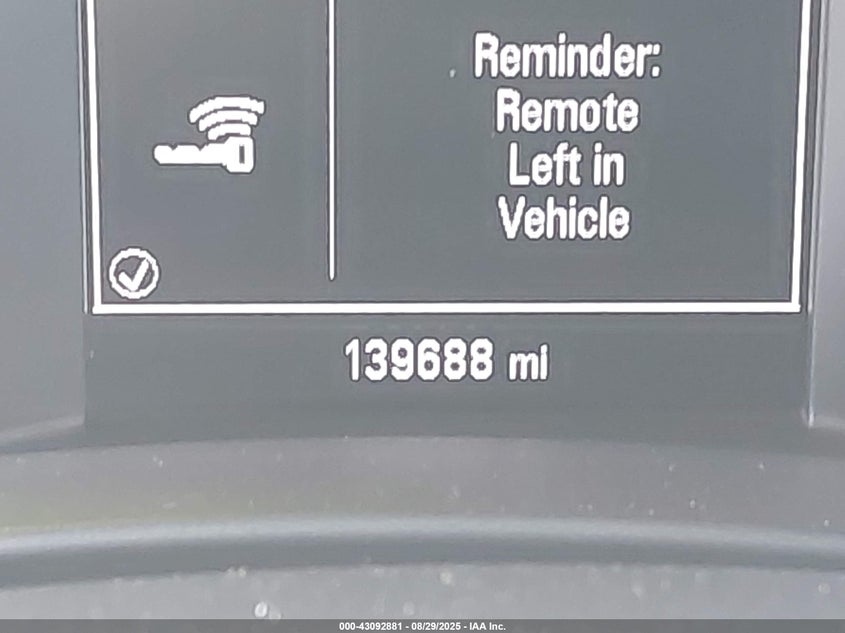 Reminder:
Remote
Left in
Vehicle
139688 mi
000-43092881 - 08/29/2025 - IAA Inc.